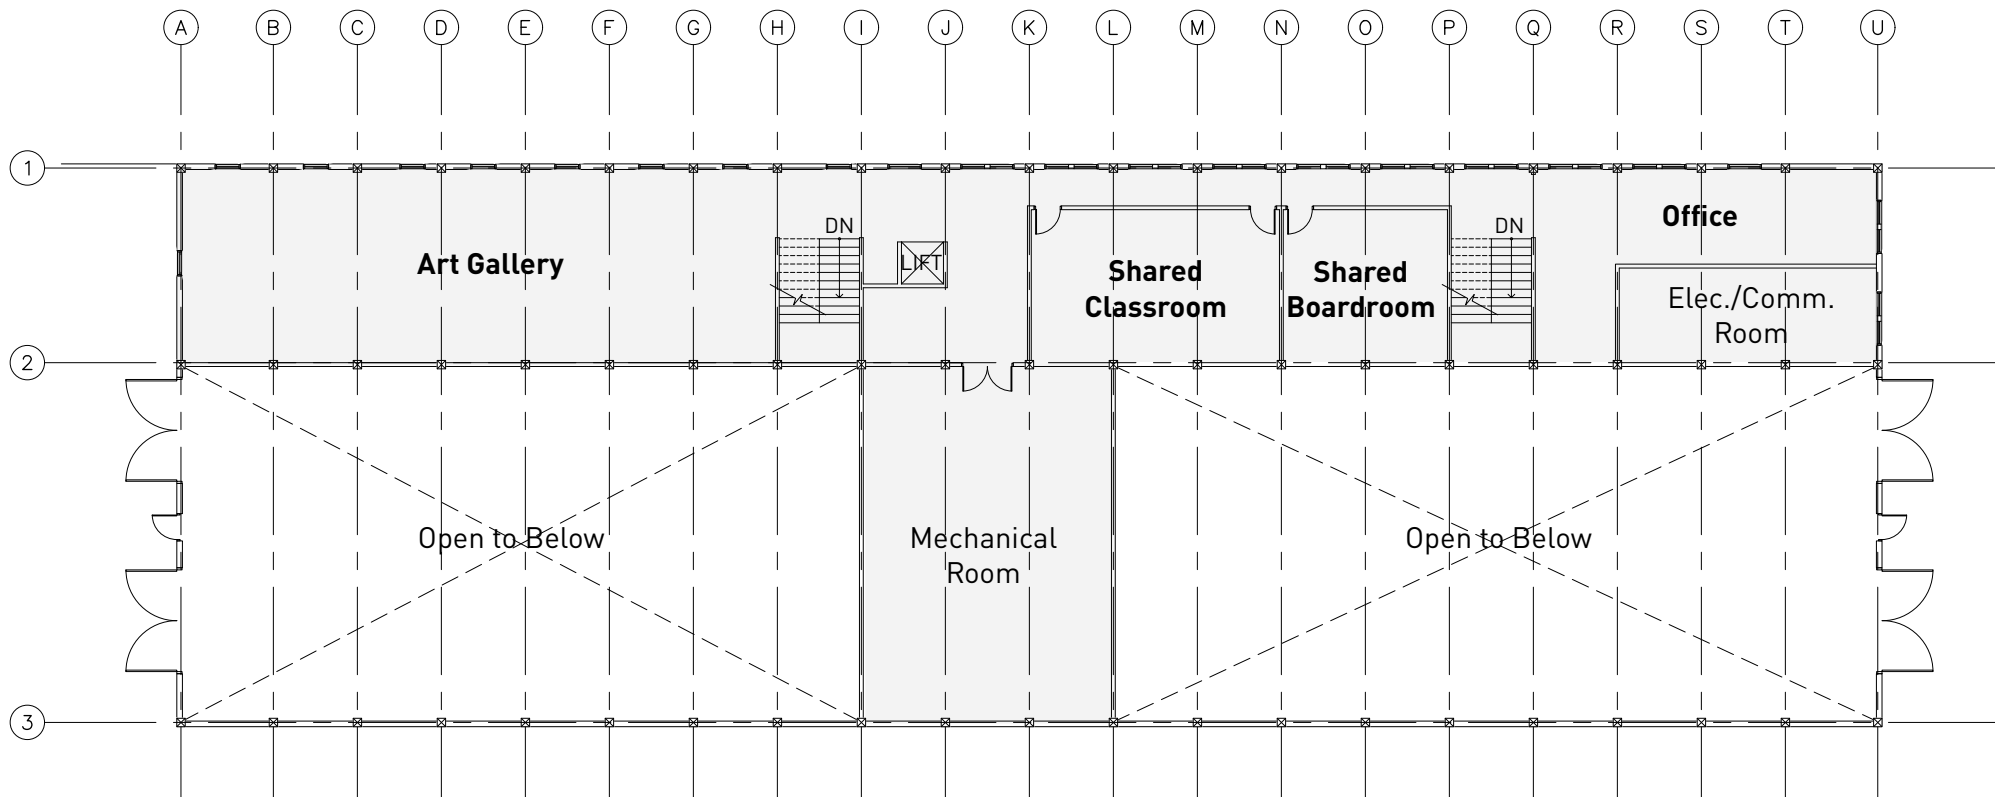 A B C D E F G H I J K L M N O P Q R S T U
1
Office
DN
DN
Art Gallery
LIFT
Shared
Classroom
Shared
Boardroom
Elec./Comm.
Room
2
Open to Below
Mechanical
Room
Open to Below
3